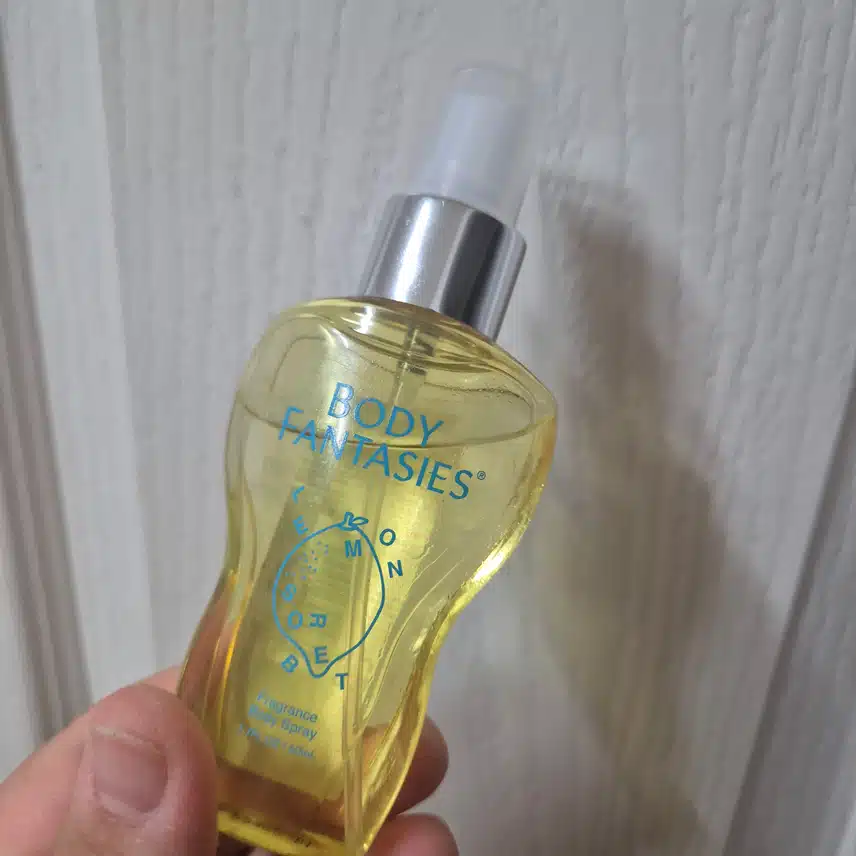 BODY
FANTASIES®
LEMON
SORBET
Fragrance
Body Spray